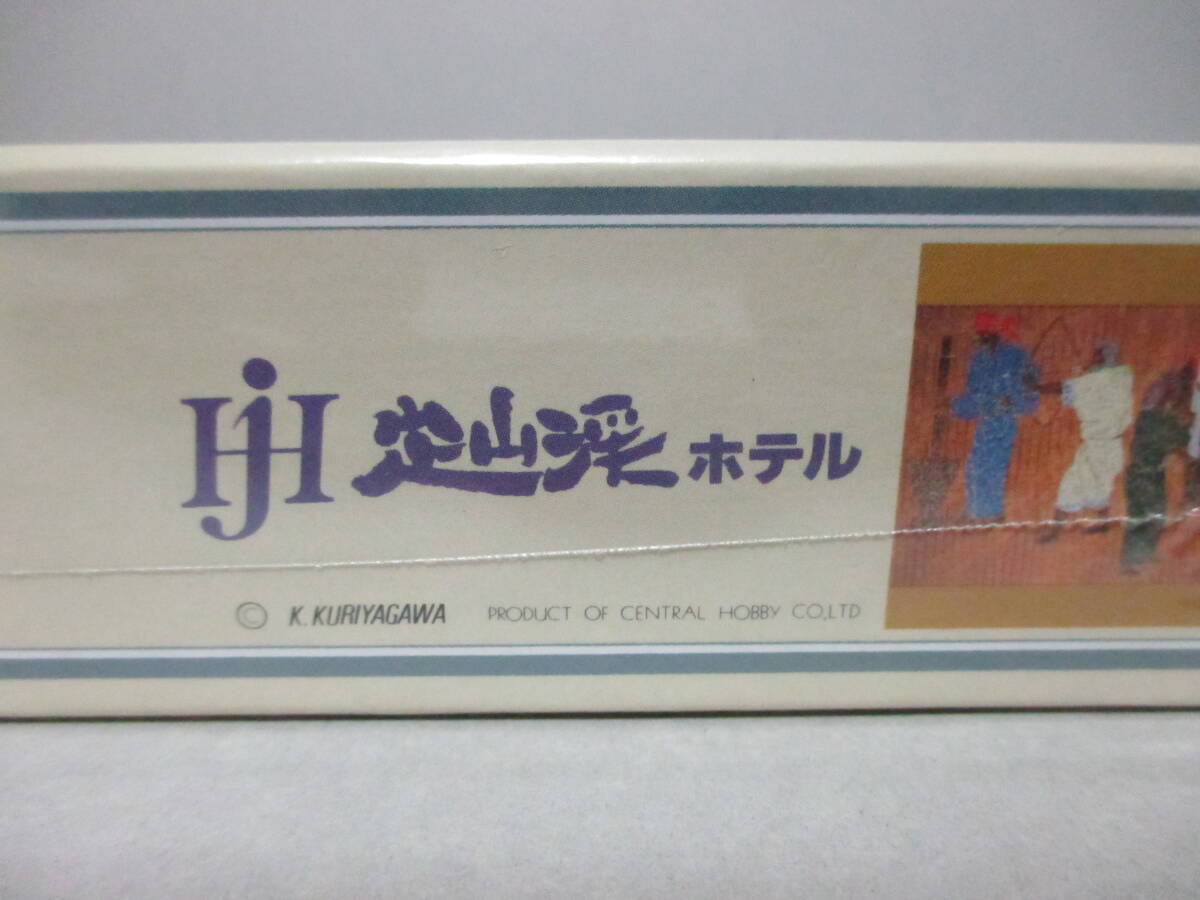 HjH 定山渓ホテル
© K. KURIYAGAWA PRODUCT OF CENTRAL HOBBY CO,.LTD